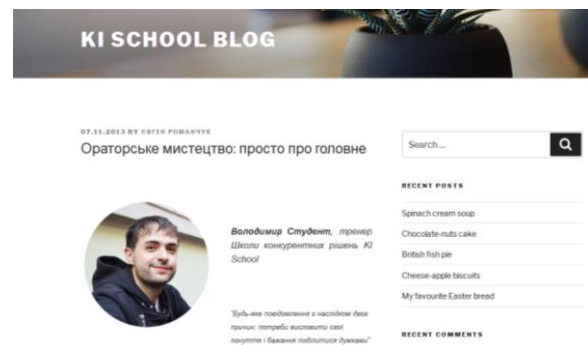 KI SCHOOL BLOG
07.11.2013 BY ЄВГЕН РОМАНЧУК
Ораторське мистецтво: просто про головне
Володимир Студент, тренер
Школи конкурентних рішень KI
School
"Будь-яке повідомлення є наслідком двох
причин: потреби висловити свої
почуття і бажання поділитися думками"
Search ...
RECENT POSTS
Spinach cream soup
Chocolate-nuts cake
British fish pie
Cheese-apple biscuits
My favourite Easter bread
RECENT COMMENTS